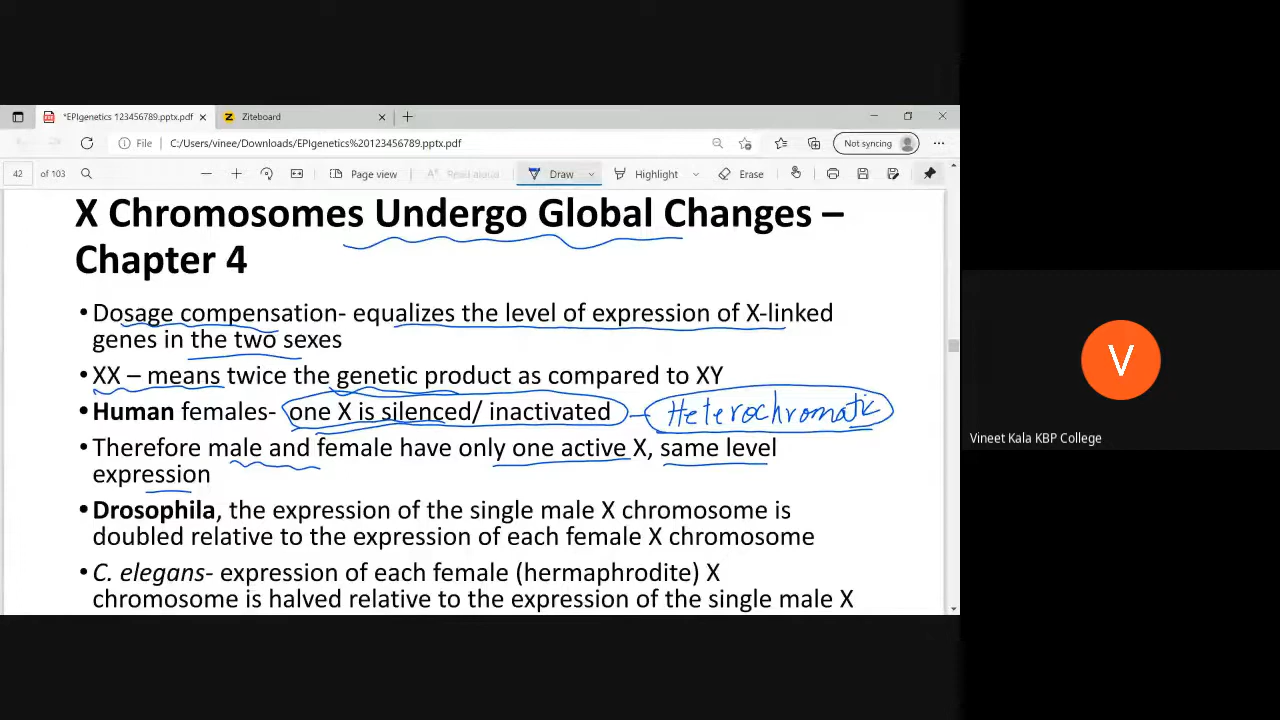 *EPIgenetics 123456789.pptx.pdf
Ziteboard
File
C:/Users/vinee/Downloads/EPIgenetics%20123456789.pptx.pdf
Not syncing
42 of 103
Page view
Read aloud
Draw
Highlight
Erase
X Chromosomes Undergo Global Changes –
Chapter 4
• Dosage compensation- equalizes the level of expression of X-linked
genes in the two sexes
• XX – means twice the genetic product as compared to XY
• Human females- one X is silenced/ inactivated – Heterochromatic
• Therefore male and female have only one active X, same level
expression
• Drosophila, the expression of the single male X chromosome is
doubled relative to the expression of each female X chromosome
• C. elegans- expression of each female (hermaphrodite) X
chromosome is halved relative to the expression of the single male X
V
Vineet Kala KBP College